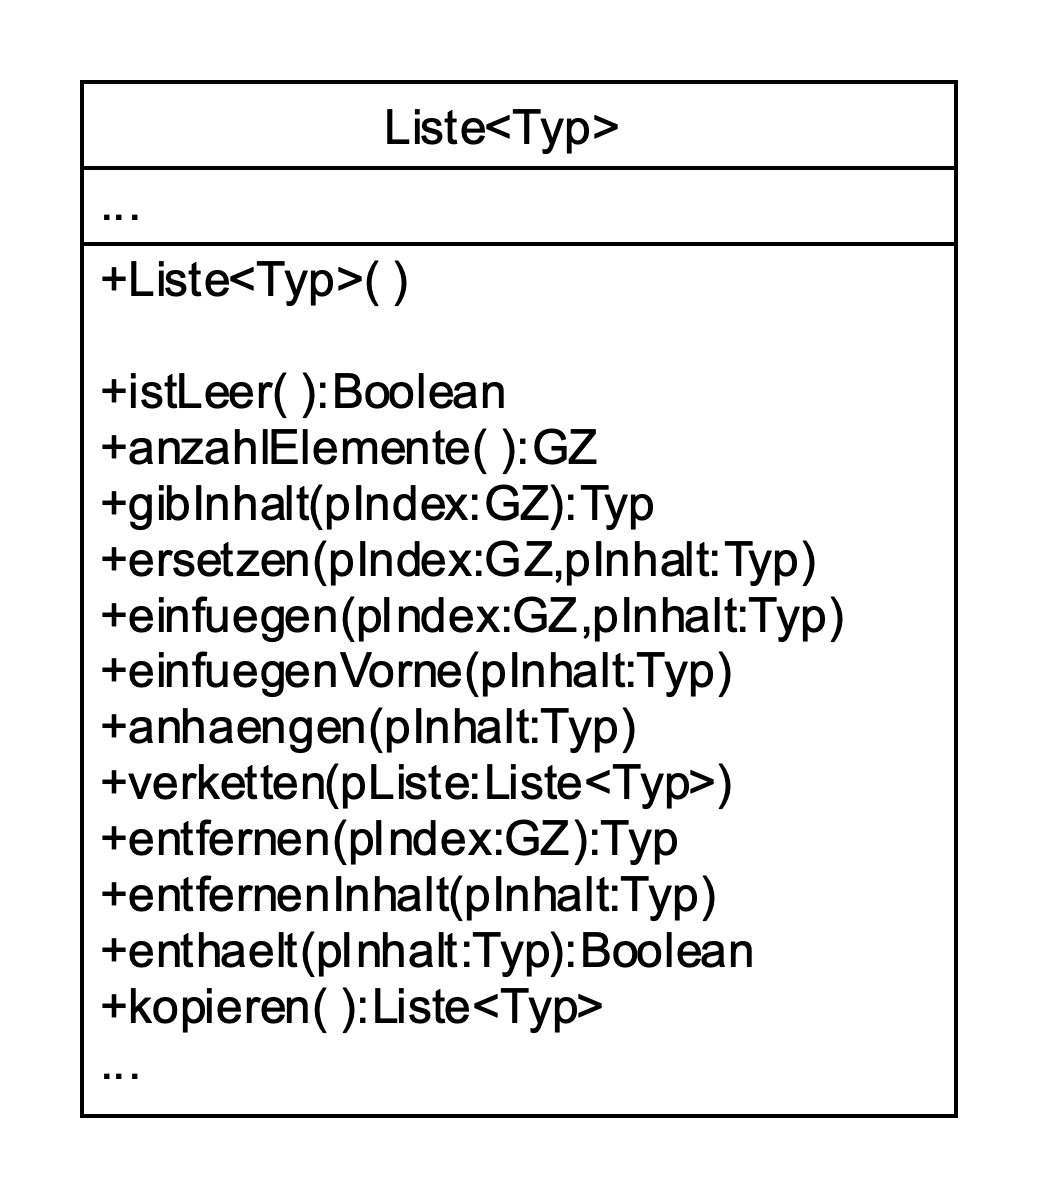 Liste<Typ>
...
+Liste<Typ>( )
+istLeer( ):Boolean
+anzahlElemente( ):GZ
+gibInhalt(pIndex:GZ):Typ
+ersetzen(pIndex:GZ,pInhalt:Typ)
+einfuegen(pIndex:GZ,pInhalt:Typ)
+einfuegenVorne(pInhalt:Typ)
+anhaengen(pInhalt:Typ)
+verketten(pListe:Liste<Typ>)
+entfernen(pIndex:GZ):Typ
+entfernenInhalt(pInhalt:Typ)
+enthaelt(pInhalt:Typ):Boolean
+kopieren( ):Liste<Typ>
...